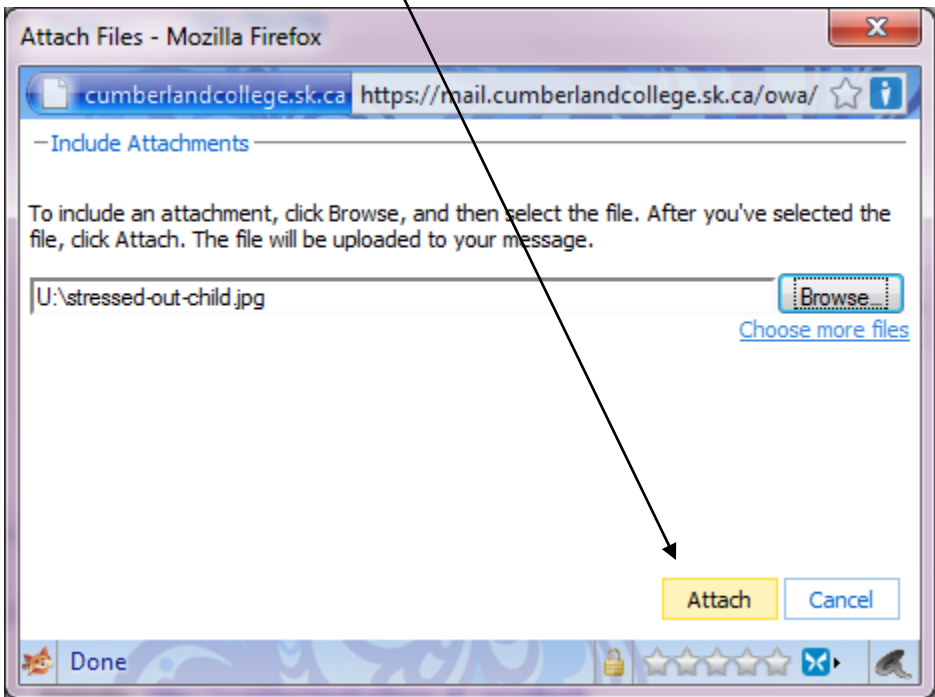 Attach Files - Mozilla Firefox
cumberlandcollege.sk.ca https://mail.cumberlandcollege.sk.ca/owa/
Include Attachments
To include an attachment, click Browse, and then select the file. After you've selected the
file, click Attach. The file will be uploaded to your message.
U:\stressed-out-child.jpg Browse...
Choose more files
Attach Cancel
Done